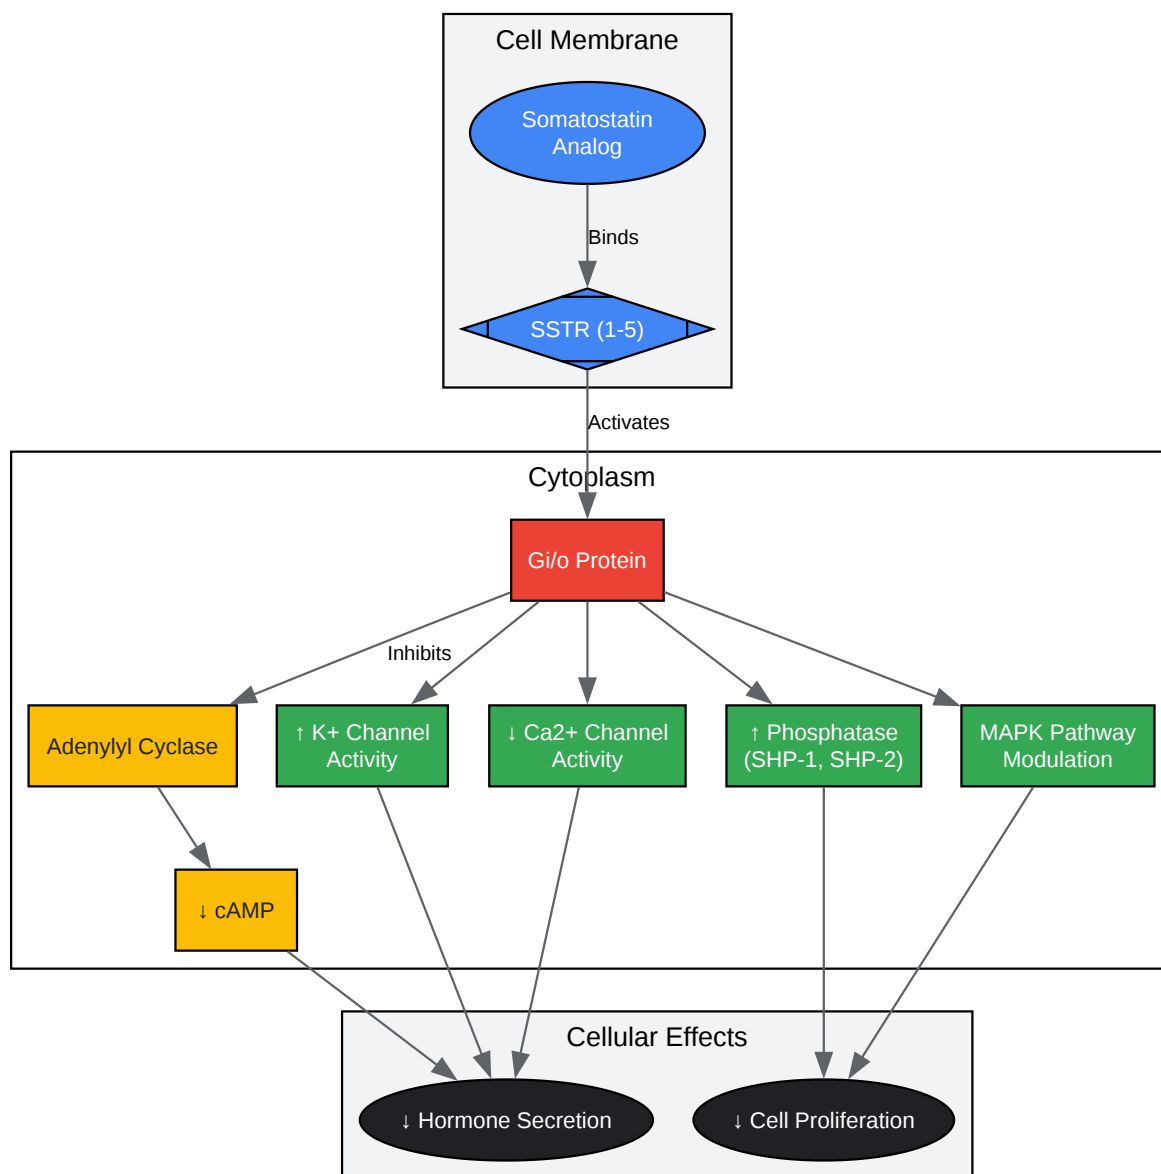 Cell Membrane
Somatostatin
Analog
Binds
SSTR (1-5)
Activates
Cytoplasm
Gi/o Protein
Inhibits
Adenylyl Cyclase
↑ K+ Channel
Activity
↓ Ca2+ Channel
Activity
↑ Phosphatase
(SHP-1, SHP-2)
MAPK Pathway
Modulation
↓ cAMP
Cellular Effects
↓ Hormone Secretion
↓ Cell Proliferation